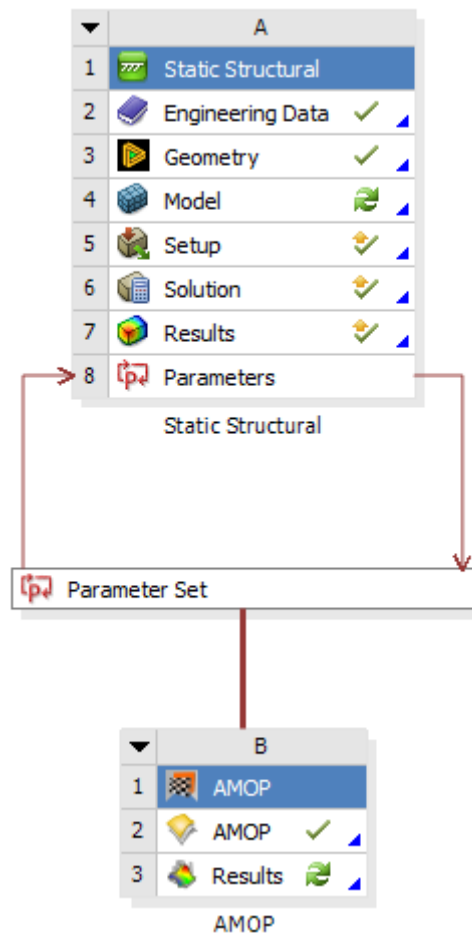 A
1 Static Structural
2 Engineering Data
3 Geometry
4 Model
5 Setup
6 Solution
7 Results
8 Parameters
Static Structural
Parameter Set
B
1 AMOP
2 AMOP
3 Results
AMOP